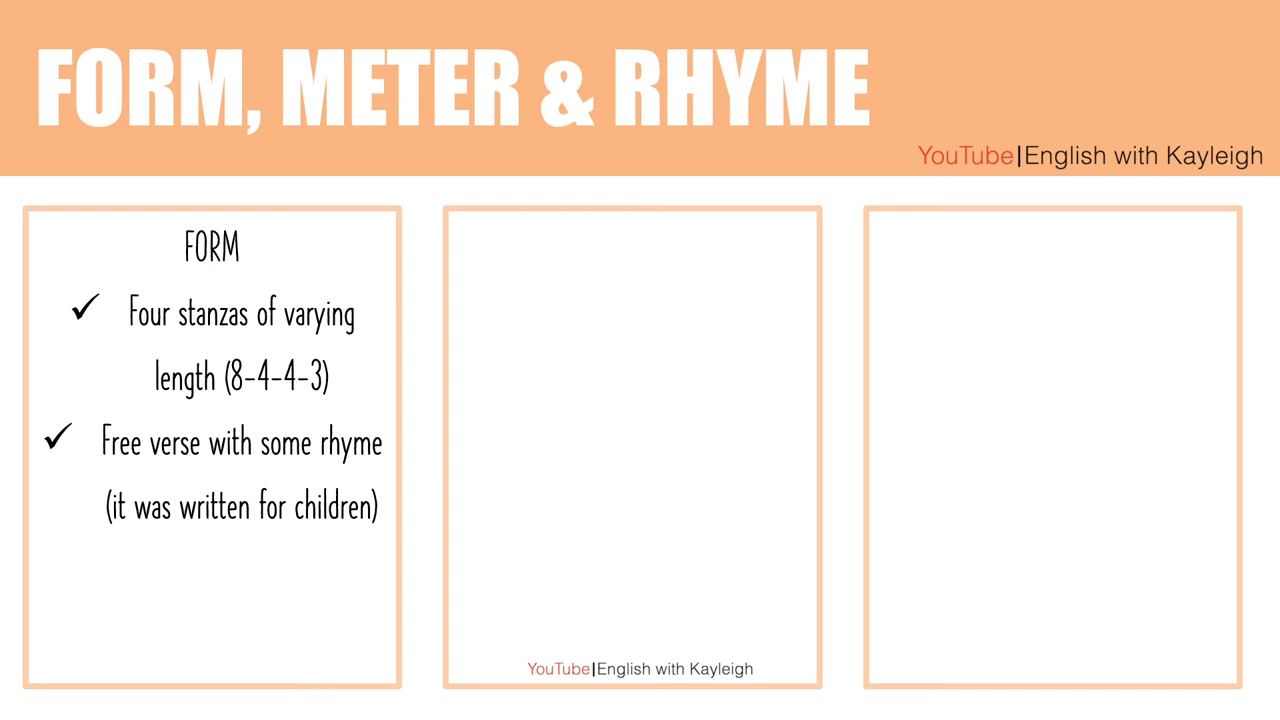 FORM, METER & RHYME
YouTube|English with Kayleigh
FORM
✓ Four stanzas of varying
length (8-4-4-3)
✓ Free verse with some rhyme
(it was written for children)
YouTube|English with Kayleigh